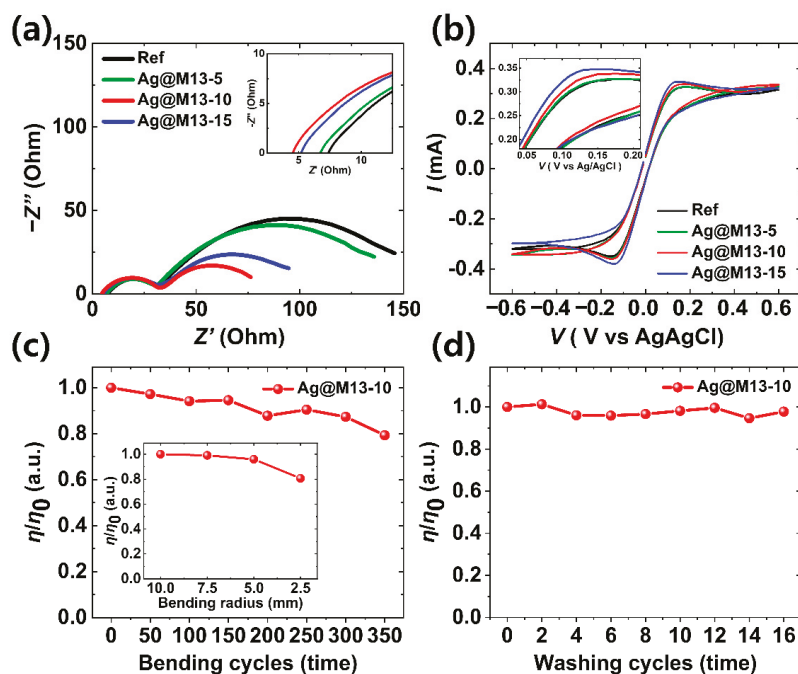 (a)
150
125
100
75
50
25
0
−Z″ (Ohm)
0 25 50 75 100 125 150
Z' (Ohm)
Ref
Ag@M13-5
Ag@M13-10
Ag@M13-15
10
5
0
-Z'' (Ohm)
5 10
Z' (Ohm)
(b)
0.4
0.2
0.0
−0.2
−0.4
I (mA)
−0.6 −0.4 −0.2 0.0 0.2 0.4 0.6
V ( V vs AgAgCl)
Ref
Ag@M13-5
Ag@M13-10
Ag@M13-15
0.35
0.30
0.25
0.20
0.05 0.10 0.15 0.20
V ( V vs Ag/AgCl )
(c)
1.0
0.8
0.6
0.4
0.2
0.0
η/η0 (a.u.)
0 50 100 150 200 250 300 350
Bending cycles (time)
Ag@M13-10
1.0
0.8
0.6
0.4
0.2
0.0
η/η0 (a.u.)
10.0 7.5 5.0 2.5
Bending radius (mm)
(d)
1.0
0.8
0.6
0.4
0.2
0.0
η/η0 (a.u.)
0 2 4 6 8 10 12 14 16
Washing cycles (time)
Ag@M13-10